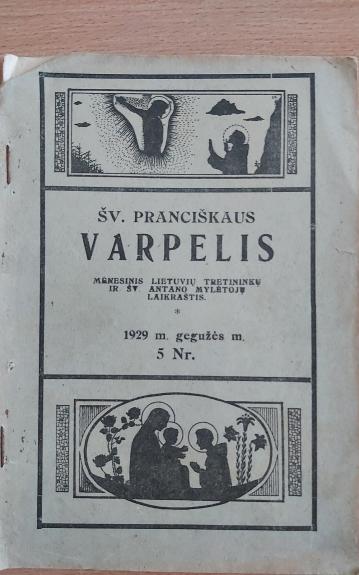 ŠV. PRANCIŠKAUS
VARPELIS
MĖNESINIS LIETUVIŲ TRETININKŲ
IR ŠV. ANTANO MYLĖTOJŲ
LAIKRAŠTIS.
*
1929 m. gegužės m.
5 Nr.